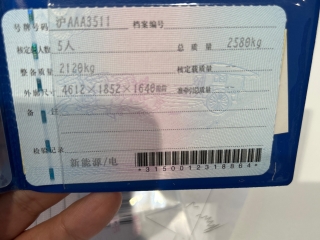 号牌号码 沪AAA3511 档案编号
核定载人数 5人 总质量 2580kg
整备质量 2120kg 核定载质量
外廓尺寸 4612×1852×1640mm 准牵引总质量
备注
检验记录
新能源/电
*3150012318864*